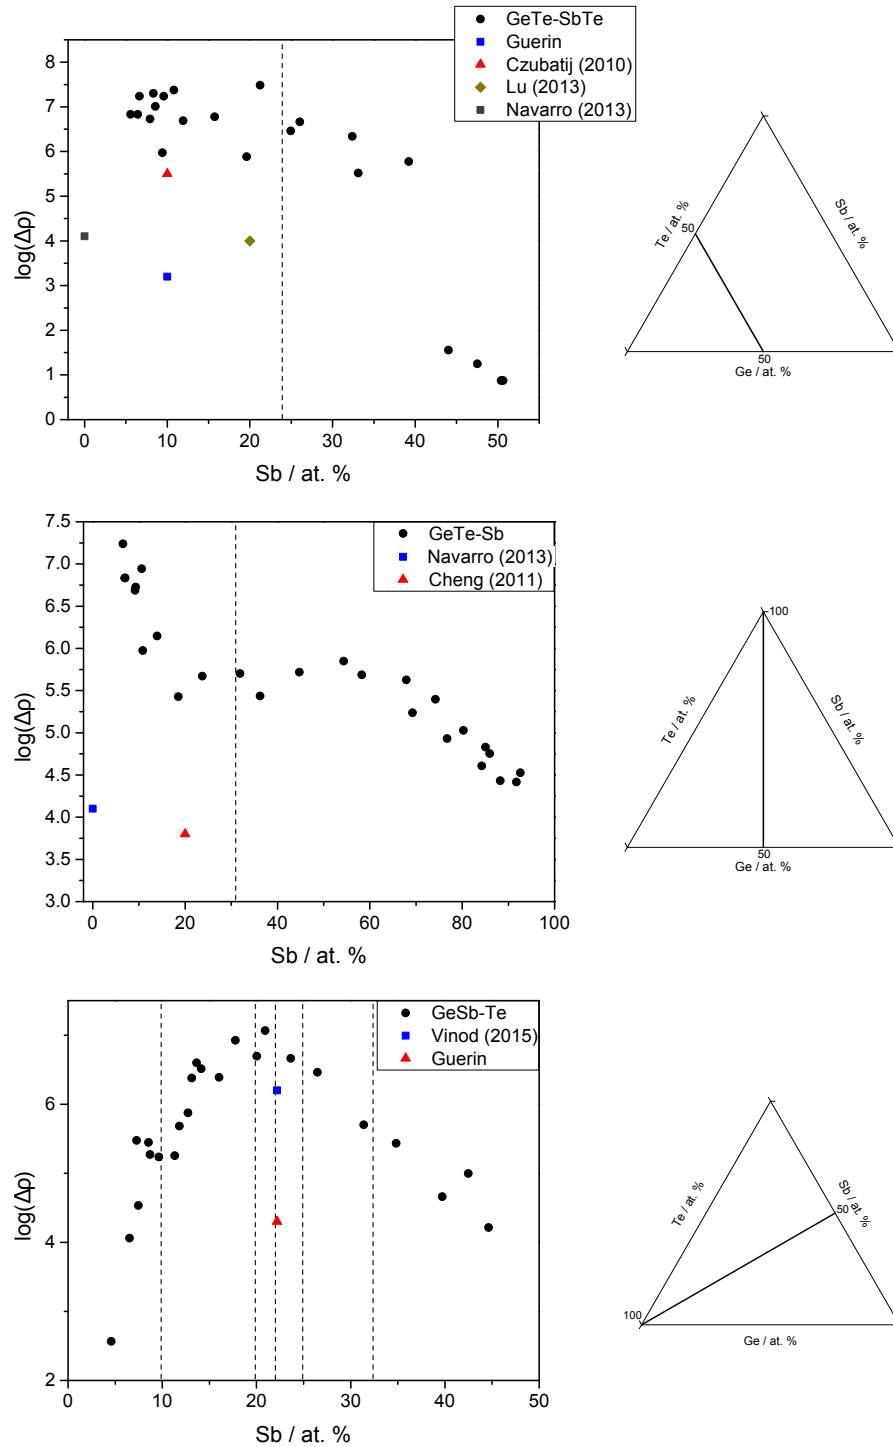 GeTe-SbTe
Guerin
Czubatij (2010)
Lu (2013)
Navarro (2013)
8
7
6
5
4
3
2
1
0
log(Δρ)
0
10
20
30
40
50
Sb / at. %
Te / at. %
Sb / at. %
50
50
Ge / at. %
7.5
7.0
6.5
6.0
5.5
5.0
4.5
4.0
3.5
3.0
log(Δρ)
GeTe-Sb
Navarro (2013)
Cheng (2011)
0
20
40
60
80
100
Sb / at. %
100
Te / at. %
Sb / at. %
50
Ge / at. %
GeSb-Te
Vinod (2015)
Guerin
6
4
2
log(Δρ)
0
10
20
30
40
50
Sb / at. %
Te / at. %
Sb / at. %
50
100
Ge / at. %